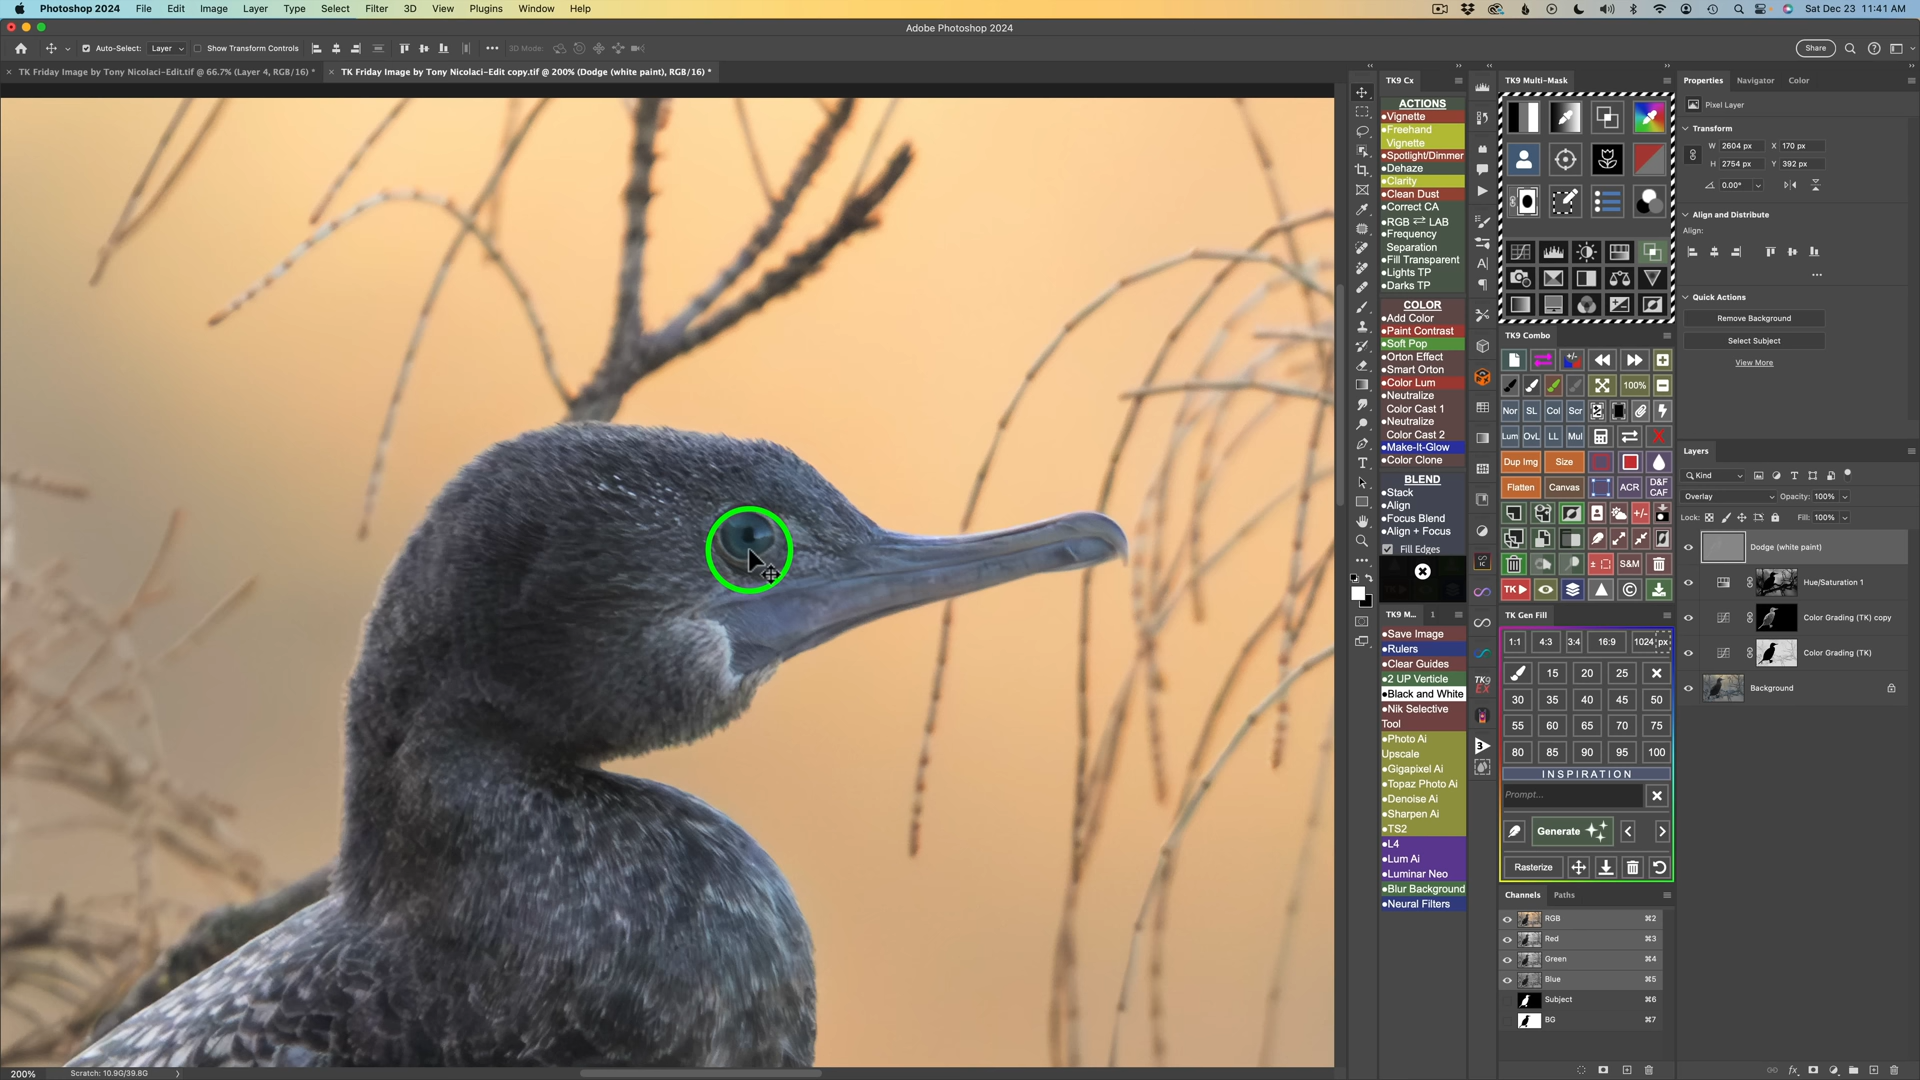 Photoshop 2024 File Edit Image Layer Type Select Filter 3D View Plugins Window Help
Sat Dec 23 11:41 AM
Adobe Photoshop 2024
Auto-Select: Layer Show Transform Controls
3D Mode:
Share
TK Friday Image by Tony Nicolaci-Edit.tif @ 66.7% (Layer 4, RGB/16) *
TK Friday Image by Tony Nicolaci-Edit copy.tif @ 200% (Dodge (white paint), RGB/16) *
TK9 Cx
ACTIONS
•Vignette
•Freehand
Vignette
•Spotlight/Dimmer
•Dehaze
•Clarity
•Clean Dust
•Correct CA
•RGB ⇄ LAB
•Frequency
Separation
•Fill Transparent
•Lights TP
•Darks TP
COLOR
•Add Color
•Paint Contrast
•Soft Pop
•Orton Effect
•Smart Orton
•Color Lum
•Neutralize
Color Cast 1
•Neutralize
Color Cast 2
•Make-It-Glow
•Color Clone
BLEND
•Stack
•Align
•Focus Blend
•Align + Focus
Fill Edges
TK9 M... 1
•Save Image
•Rulers
•Clear Guides
•2 UP Verticle
•Black and White
•Nik Selective
Tool
•Photo Ai
Upscale
•Gigapixel Ai
•Topaz Photo Ai
•Denoise Ai
•Sharpen Ai
•TS2
•L4
•Lum Ai
•Luminar Neo
•Blur Background
•Neural Filters
TK9
EX
TK9 Multi-Mask
TK9 Combo
100%
Nor SL Col Scr
Lum OvL LL Mul
Dup Img Size
Flatten Canvas ACR D&F
CAF
+/-
S&M
TK▶
TK Gen Fill
1:1 4:3 3:4 16:9 1024 px
15 20 25
30 35 40 45 50
55 60 65 70 75
80 85 90 95 100
INSPIRATION
Prompt...
Generate
Rasterize
Channels Paths
RGB ⌘2
Red ⌘3
Green ⌘4
Blue ⌘5
Subject ⌘6
BG ⌘7
Properties Navigator Color
Pixel Layer
Transform
W 2604 px X 170 px
H 2754 px Y 392 px
0.00°
Align and Distribute
Align:
Quick Actions
Remove Background
Select Subject
View More
Layers
Kind
Overlay Opacity: 100%
Lock: Fill: 100%
Dodge (white paint)
Hue/Saturation 1
Color Grading (TK) copy
Color Grading (TK)
Background
200% Scratch: 10.9G/39.8G